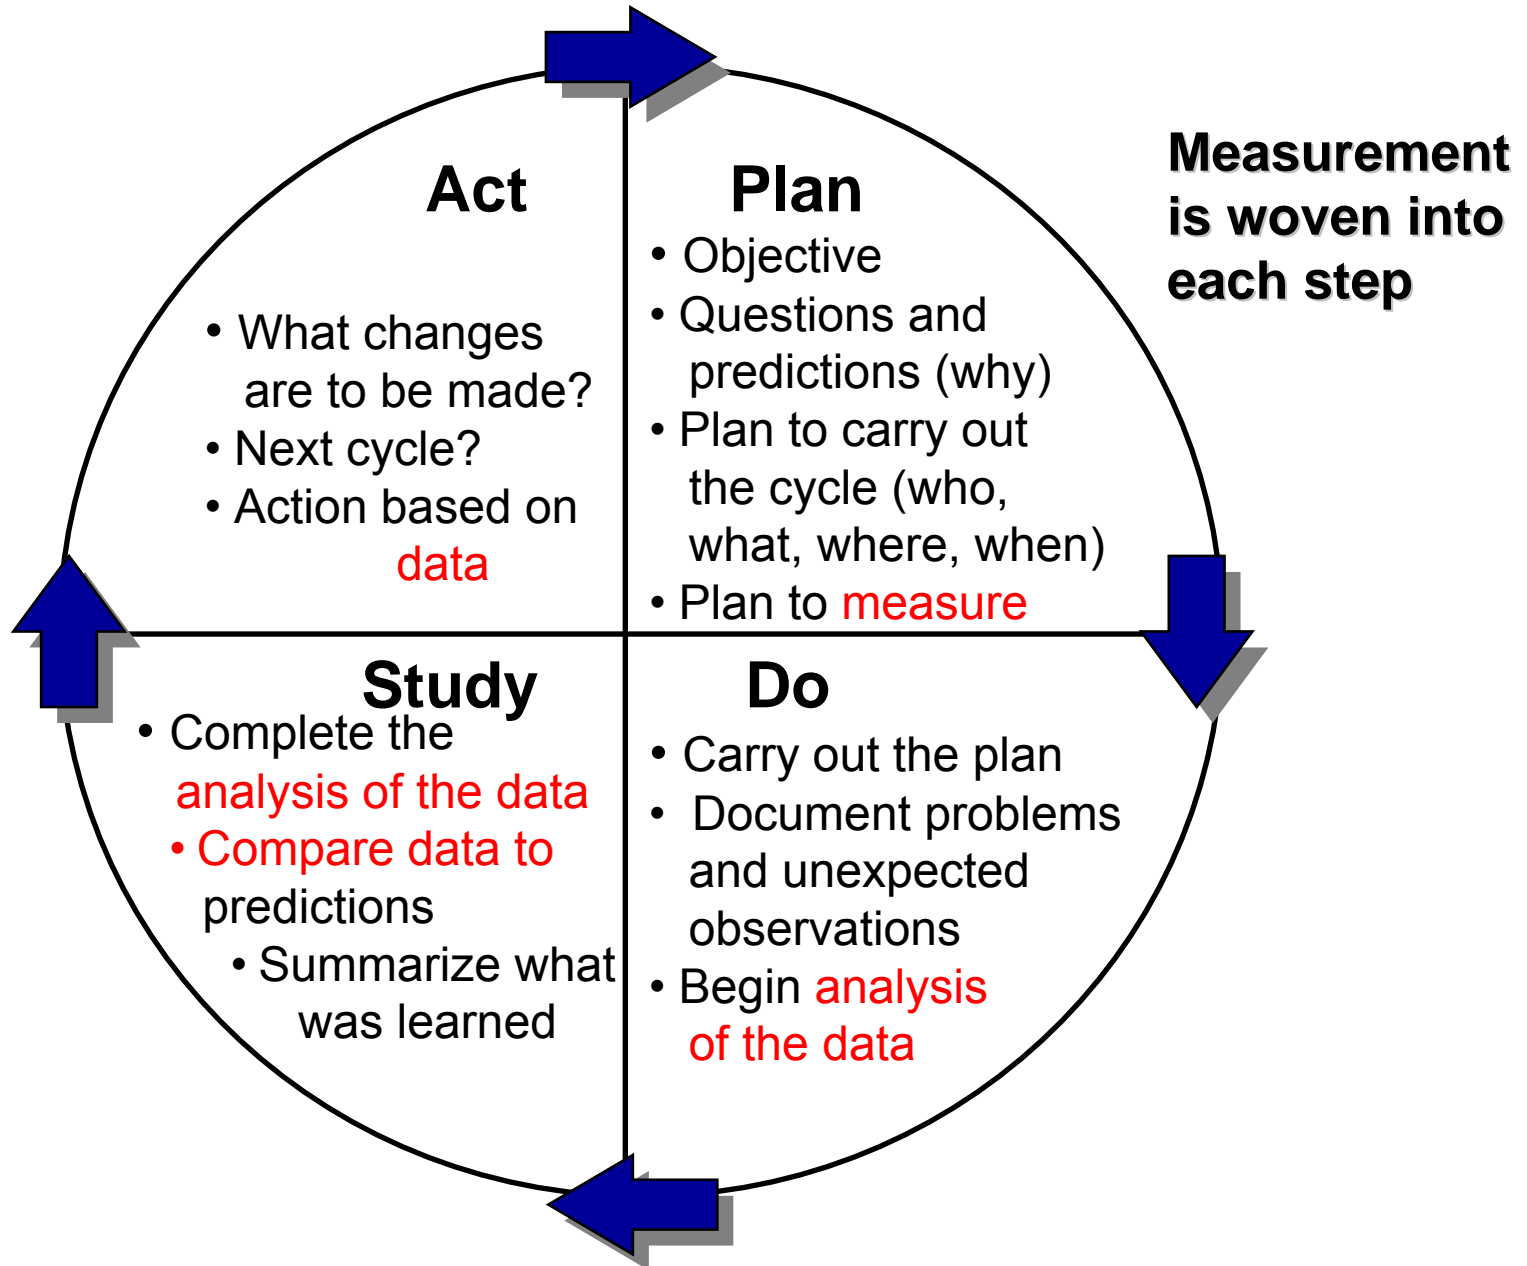 Act
• What changes
are to be made?
• Next cycle?
• Action based on
data
Plan
• Objective
• Questions and
predictions (why)
• Plan to carry out
the cycle (who,
what, where, when)
• Plan to measure
Measurement
is woven into
each step
Study
• Complete the
analysis of the data
• Compare data to
predictions
• Summarize what
was learned
Do
• Carry out the plan
• Document problems
and unexpected
observations
• Begin analysis
of the data